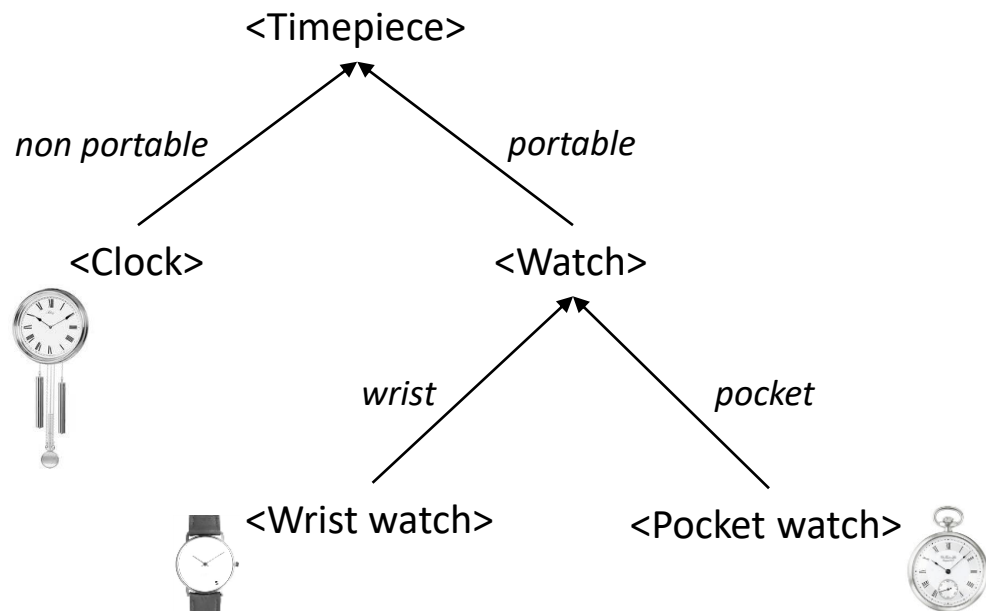 <Timepiece>
non portable
portable
<Clock>
<Watch>
wrist
pocket
<Wrist watch>
<Pocket watch>